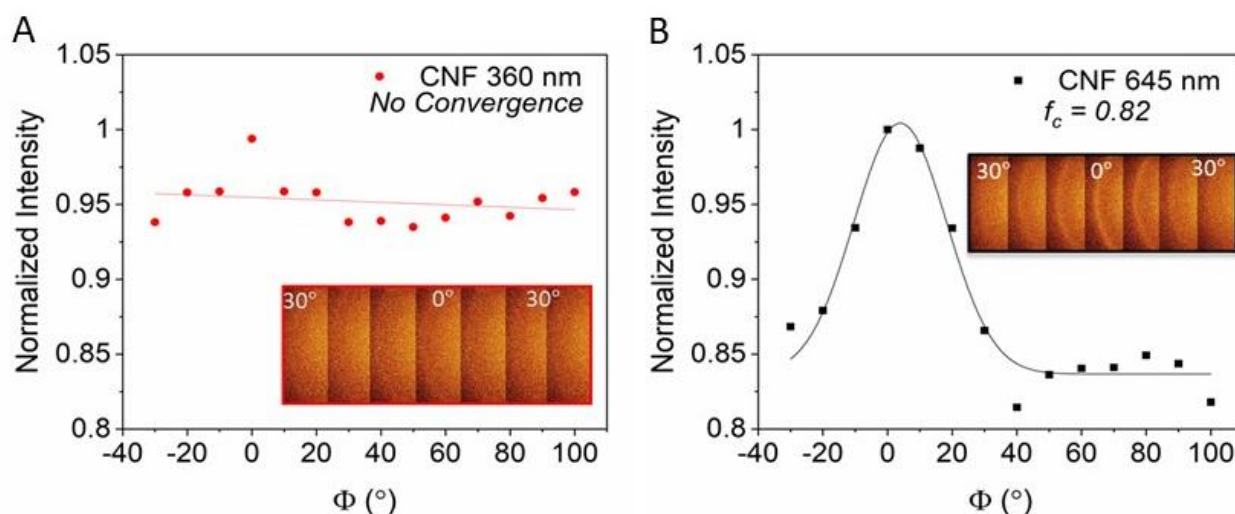 A
1.05
1
0.95
0.9
0.85
0.8
Normalized Intensity
CNF 360 nm
No Convergence
30° 0° 30°
-40 -20 0 20 40 60 80 100
Φ (°)
B
1.05
1
0.95
0.9
0.85
0.8
Normalized Intensity
CNF 645 nm
fc = 0.82
30° 0° 30°
-40 -20 0 20 40 60 80 100
Φ (°)